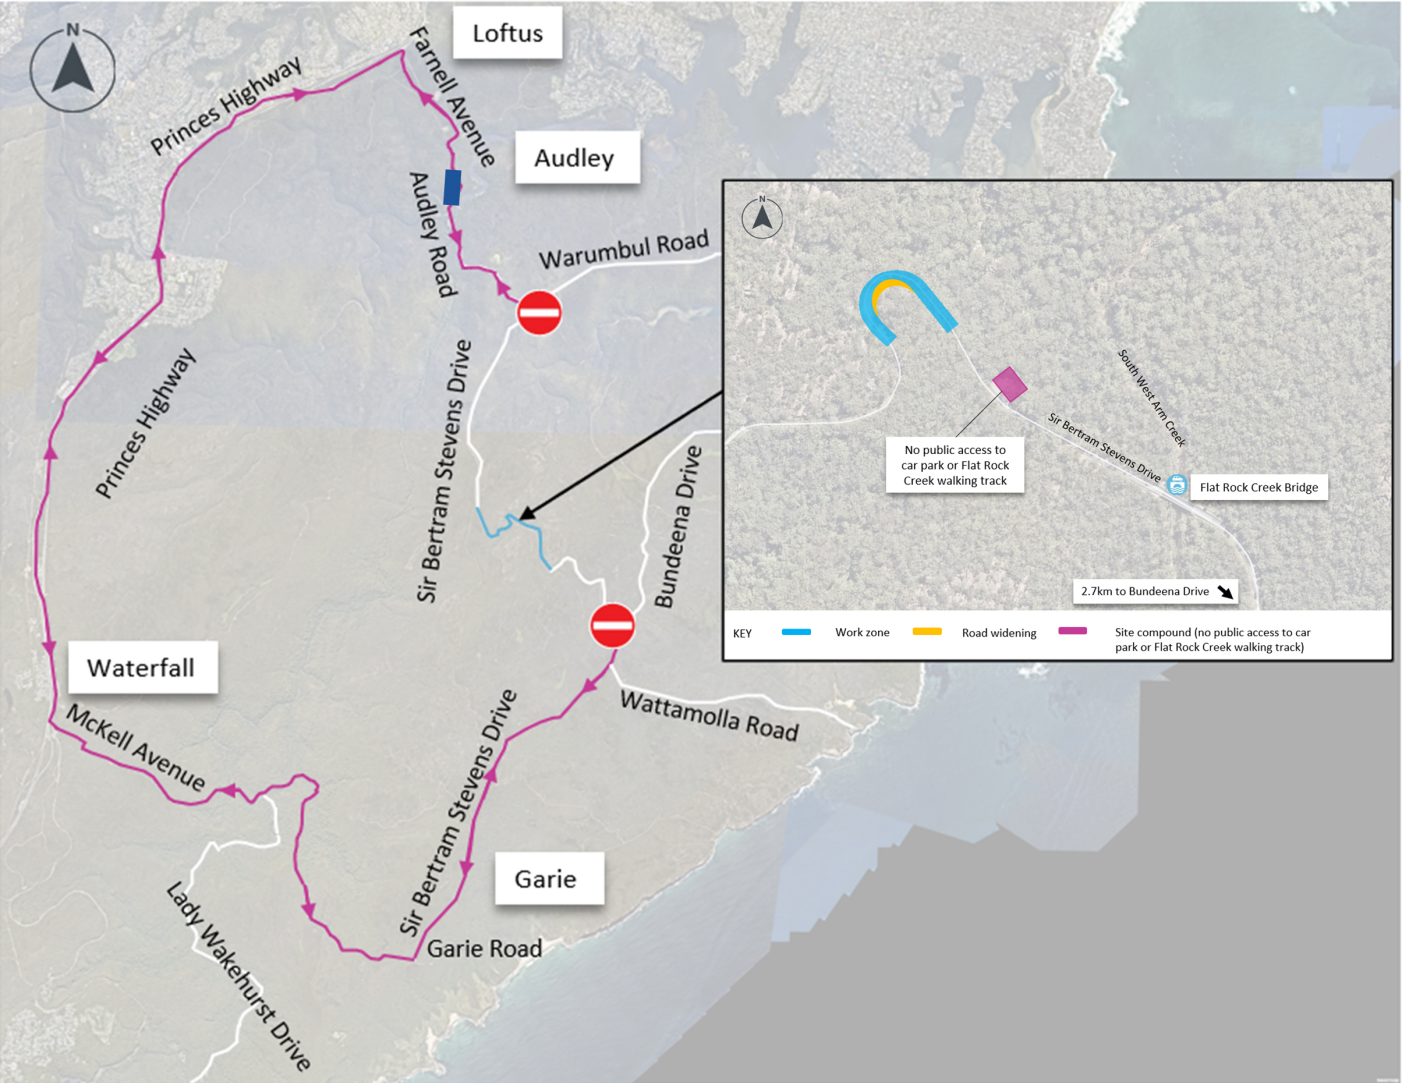 N
Loftus
Farnell Avenue
Princes Highway
Audley
Audley Road
Warumbul Road
Princes Highway
Sir Bertram Stevens Drive
Bundeena Drive
Waterfall
McKell Avenue
Wattamolla Road
Sir Bertram Stevens Drive
Garie
Garie Road
Lady Wakehurst Drive
N
South West Arm Creek
Sir Bertram Stevens Drive
No public access to
car park or Flat Rock
Creek walking track
Flat Rock Creek Bridge
2.7km to Bundeena Drive
KEY Work zone Road widening Site compound (no public access to car
park or Flat Rock Creek walking track)